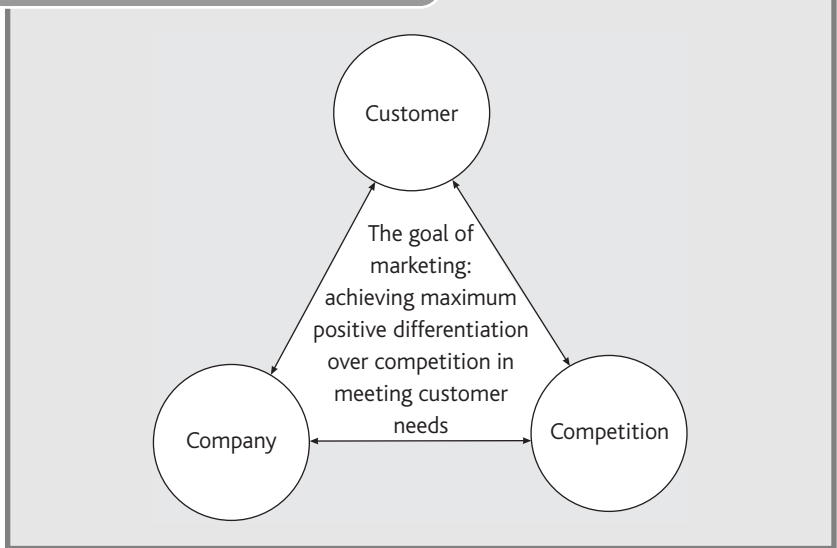 Customer
The goal of
marketing:
achieving maximum
positive differentiation
over competition in
meeting customer
needs
Company
Competition